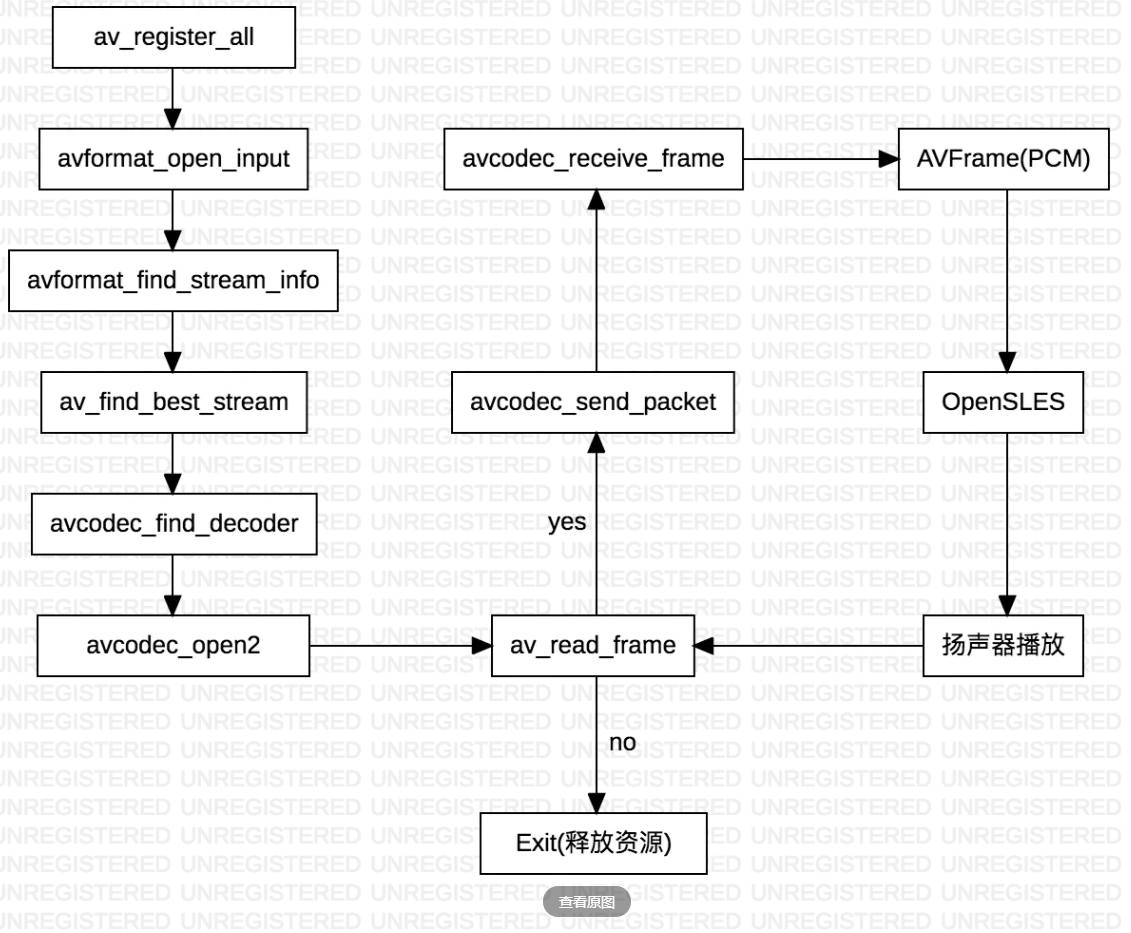 av_register_all
avformat_open_input
avformat_find_stream_info
av_find_best_stream
avcodec_find_decoder
avcodec_open2
av_read_frame
yes
avcodec_send_packet
avcodec_receive_frame
AVFrame(PCM)
OpenSLES
扬声器播放
no
Exit(释放资源)
查看原图
UNREGISTERED